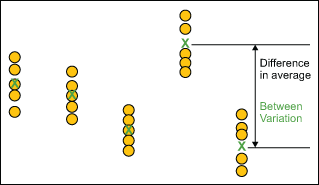 X
X
X
X
X
Difference
in average
Between
Variation